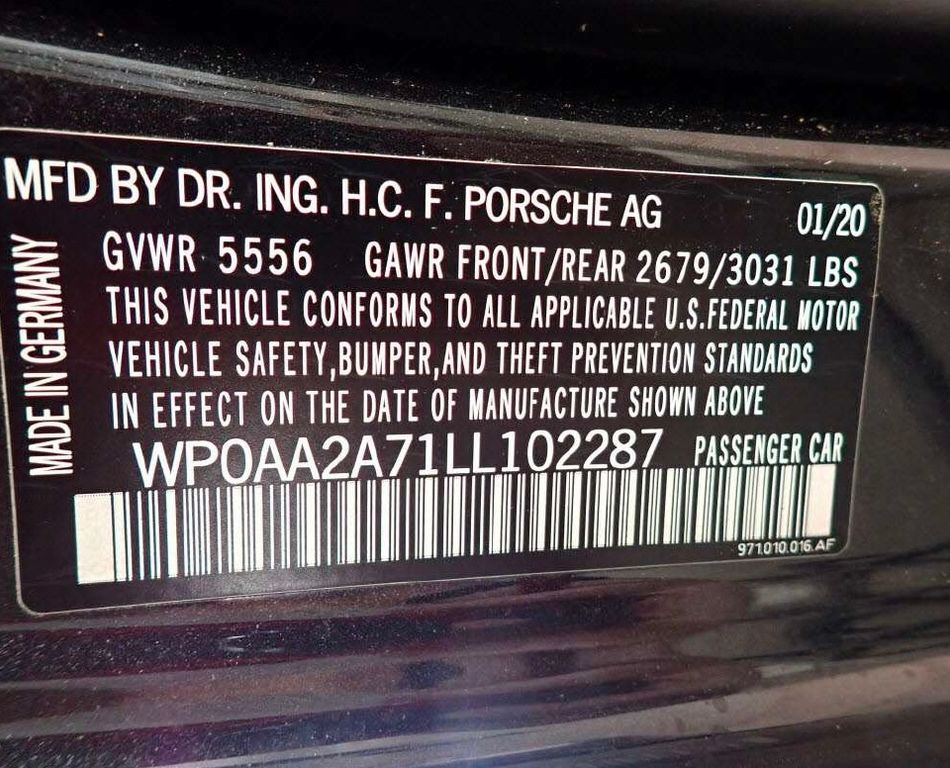 MFD BY DR. ING. H.C. F. PORSCHE AG 01/20
MADE IN GERMANY
GVWR 5556 GAWR FRONT/REAR 2679/3031 LBS
THIS VEHICLE CONFORMS TO ALL APPLICABLE U.S.FEDERAL MOTOR
VEHICLE SAFETY,BUMPER,AND THEFT PREVENTION STANDARDS
IN EFFECT ON THE DATE OF MANUFACTURE SHOWN ABOVE
WP0AA2A71LL102287 PASSENGER CAR
971.010.016.AF